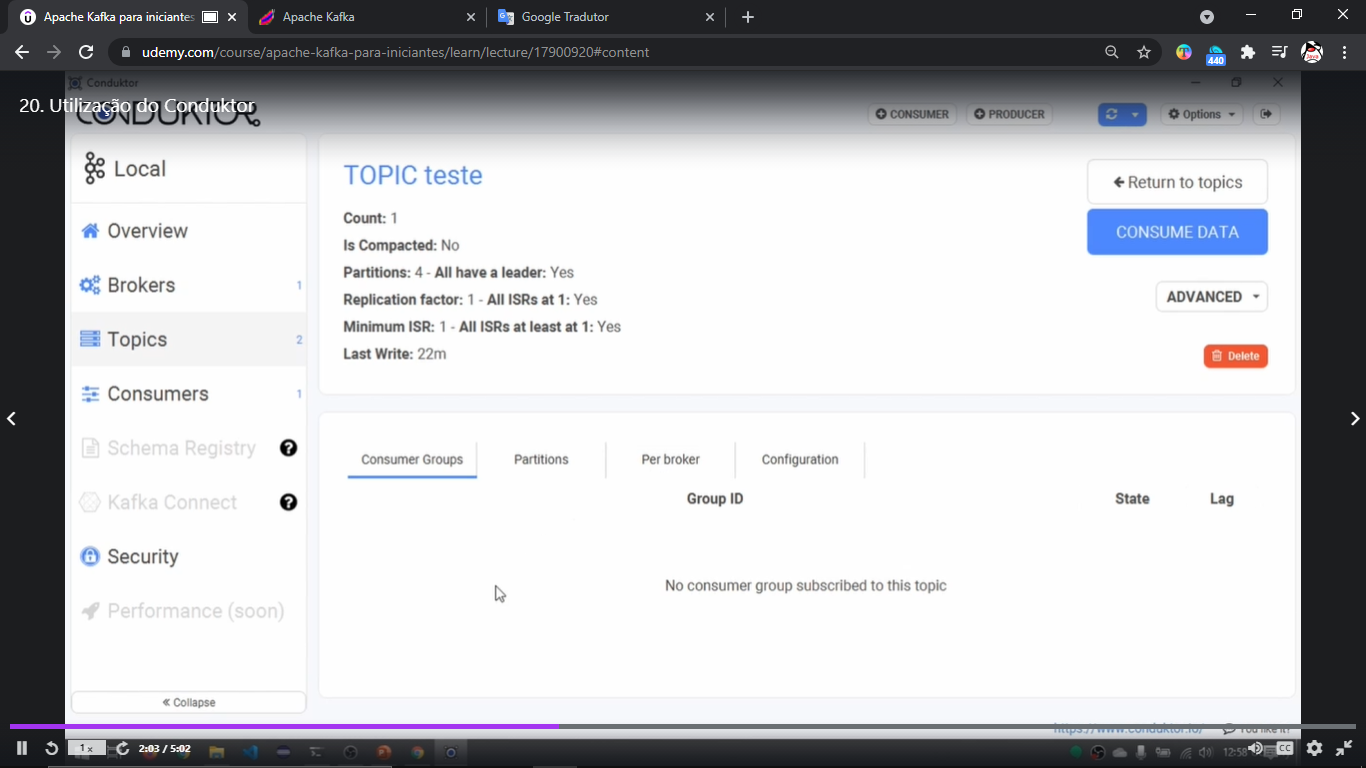 Apache Kafka para iniciantes
Apache Kafka
Google Tradutor
udemy.com/course/apache-kafka-para-iniciantes/learn/lecture/17900920#content
440
Conduktor
20. Utilização do Conduktor
CONDUKTOR
CONSUMER
PRODUCER
Options
Local
Overview
Brokers 1
Topics 2
Consumers 1
Schema Registry
Kafka Connect
Security
Performance (soon)
« Collapse
TOPIC teste
Count: 1
Is Compacted: No
Partitions: 4 - All have a leader: Yes
Replication factor: 1 - All ISRs at 1: Yes
Minimum ISR: 1 - All ISRs at least at 1: Yes
Last Write: 22m
Return to topics
CONSUME DATA
ADVANCED
Delete
Consumer Groups
Partitions
Per broker
Configuration
Group ID
State
Lag
No consumer group subscribed to this topic
https://www.conduktor.io/
You like it?
1 x
2:03 / 5:02
12:58
CC